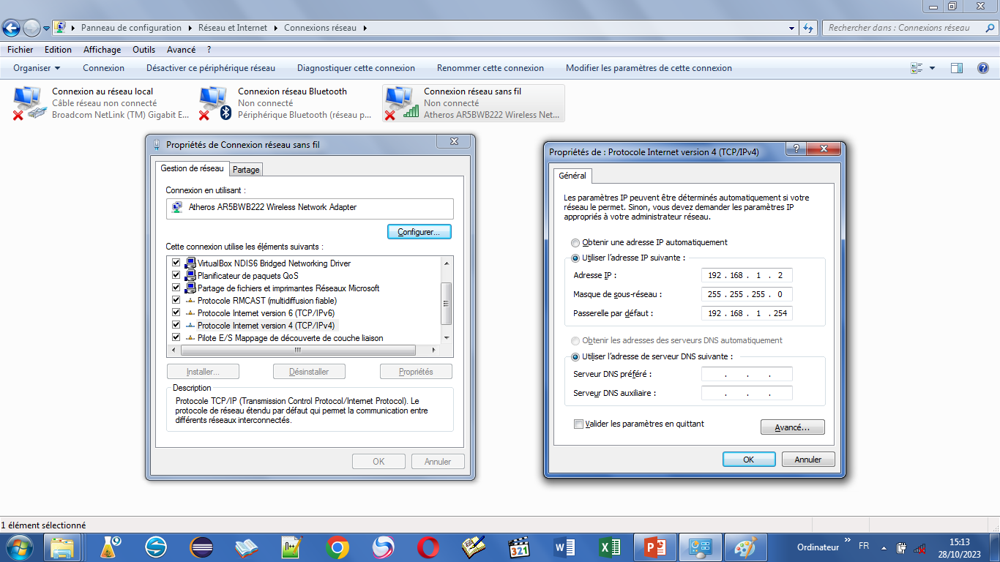 Panneau de configuration Réseau et Internet Connexions réseau
Rechercher dans : Connexions réseau
Fichier Edition Affichage Outils Avancé ?
Organiser Connexion Désactiver ce périphérique réseau Diagnostiquer cette connexion Renommer cette connexion Modifier les paramètres de cette connexion
Connexion au réseau local
Câble réseau non connecté
Broadcom NetLink (TM) Gigabit E...
Connexion réseau Bluetooth
Non connecté
Périphérique Bluetooth (réseau p...
Connexion réseau sans fil
Non connecté
Atheros AR5BWB222 Wireless Net...
Propriétés de Connexion réseau sans fil
Gestion de réseau Partage
Connexion en utilisant :
Atheros AR5BWB222 Wireless Network Adapter
Configurer...
Cette connexion utilise les éléments suivants :
VirtualBox NDIS6 Bridged Networking Driver
Planificateur de paquets QoS
Partage de fichiers et imprimantes Réseaux Microsoft
Protocole RMCAST (multidiffusion fiable)
Protocole Internet version 6 (TCP/IPv6)
Protocole Internet version 4 (TCP/IPv4)
Pilote E/S Mappage de découverte de couche liaison
Installer... Désinstaller Propriétés
Description
Protocole TCP/IP (Transmission Control Protocol/Internet Protocol). Le
protocole de réseau étendu par défaut qui permet la communication entre
différents réseaux interconnectés.
OK Annuler
Propriétés de : Protocole Internet version 4 (TCP/IPv4)
?
Général
Les paramètres IP peuvent être déterminés automatiquement si votre
réseau le permet. Sinon, vous devez demander les paramètres IP
appropriés à votre administrateur réseau.
Obtenir une adresse IP automatiquement
Utiliser l'adresse IP suivante :
Adresse IP : 192 . 168 . 1 . 2
Masque de sous-réseau : 255 . 255 . 255 . 0
Passerelle par défaut : 192 . 168 . 1 . 254
Obtenir les adresses des serveurs DNS automatiquement
Utiliser l'adresse de serveur DNS suivante :
Serveur DNS préféré : . . .
Serveur DNS auxiliaire : . . .
Valider les paramètres en quittant
Avancé...
OK Annuler
1 élément sélectionné
321
Ordinateur » FR 15:13
28/10/2023